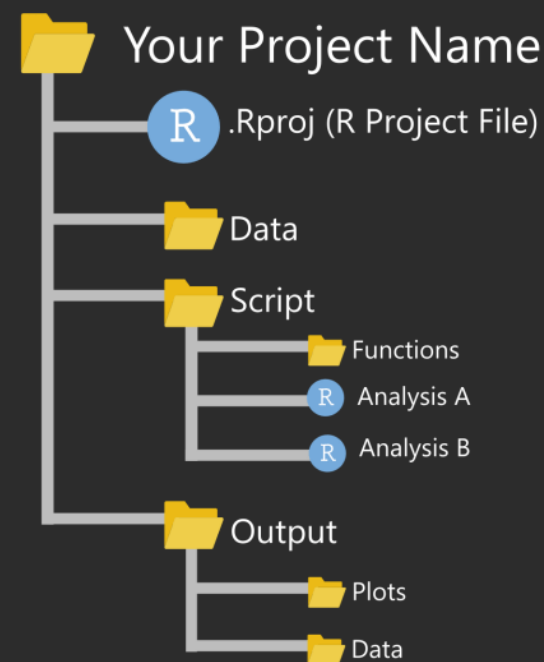 Your Project Name
R
.Rproj (R Project File)
Data
Script
Functions
R
Analysis A
R
Analysis B
Output
Plots
Data